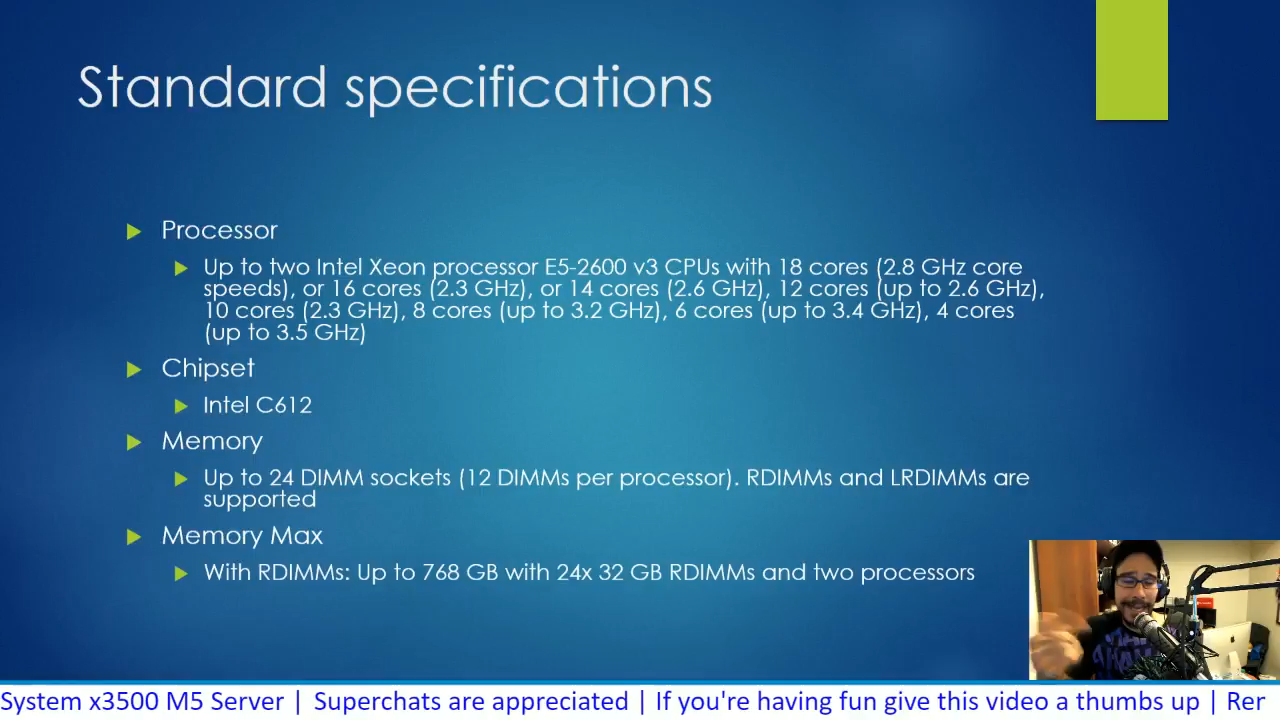 Standard specifications
Processor
Up to two Intel Xeon processor E5-2600 v3 CPUs with 18 cores (2.8 GHz core
speeds), or 16 cores (2.3 GHz), or 14 cores (2.6 GHz), 12 cores (up to 2.6 GHz),
10 cores (2.3 GHz), 8 cores (up to 3.2 GHz), 6 cores (up to 3.4 GHz), 4 cores
(up to 3.5 GHz)
Chipset
Intel C612
Memory
Up to 24 DIMM sockets (12 DIMMs per processor). RDIMMs and LRDIMMs are
supported
Memory Max
With RDIMMs: Up to 768 GB with 24x 32 GB RDIMMs and two processors
System x3500 M5 Server | Superchats are appreciated | If you're having fun give this video a thumbs up | Rer